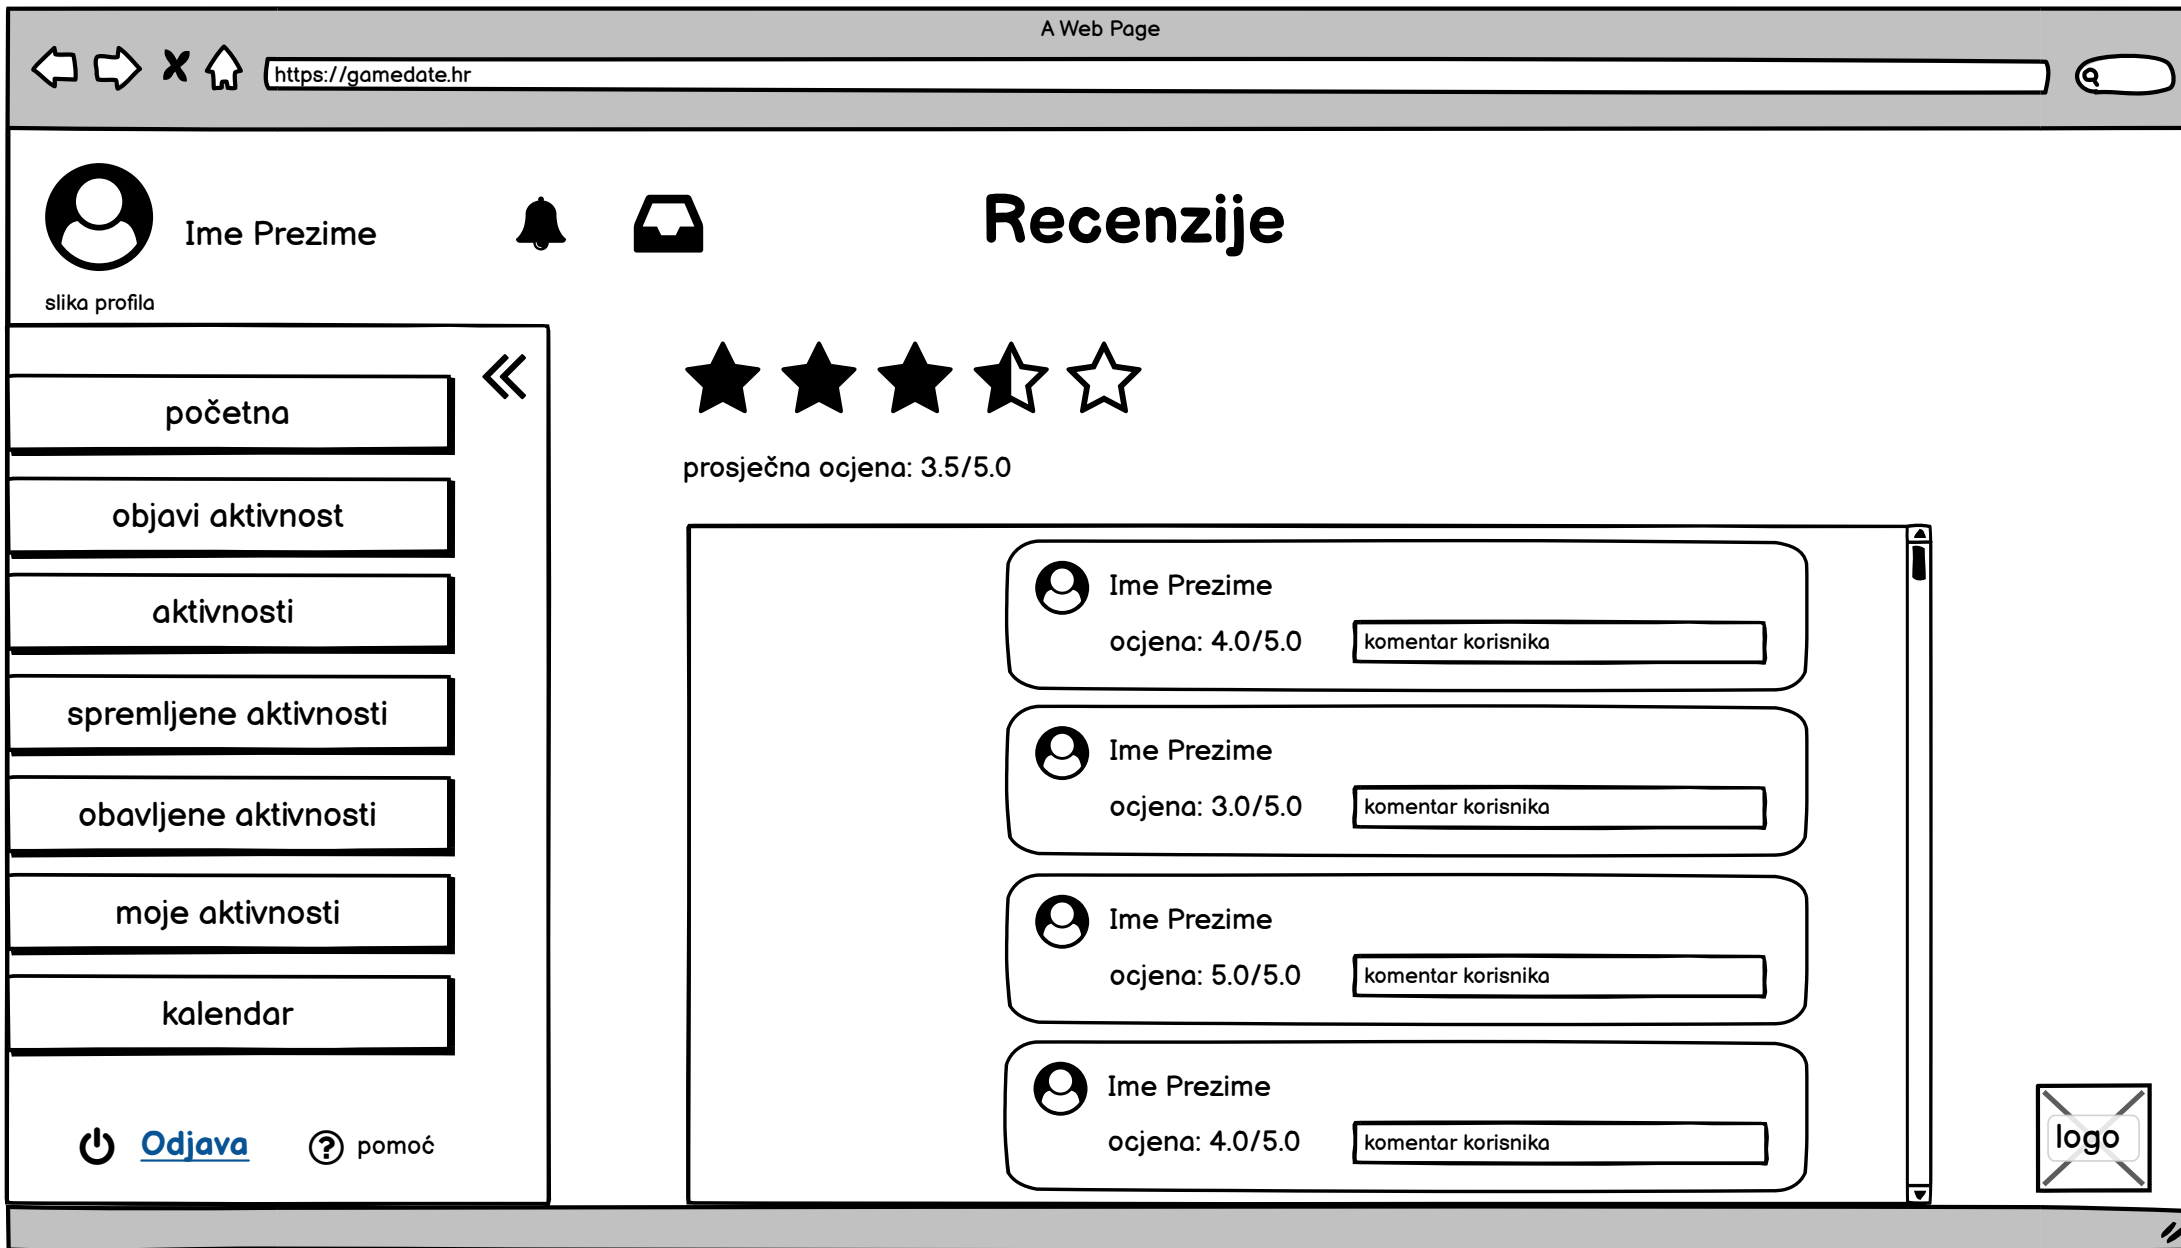 A Web Page
https://gamedate.hr
Ime Prezime
Recenzije
slika profila
početna
objavi aktivnost
aktivnosti
spremljene aktivnosti
obavljene aktivnosti
moje aktivnosti
kalendar
Odjava
pomoć
prosječna ocjena: 3.5/5.0
Ime Prezime
ocjena: 4.0/5.0
komentar korisnika
Ime Prezime
ocjena: 3.0/5.0
komentar korisnika
Ime Prezime
ocjena: 5.0/5.0
komentar korisnika
Ime Prezime
ocjena: 4.0/5.0
komentar korisnika
logo